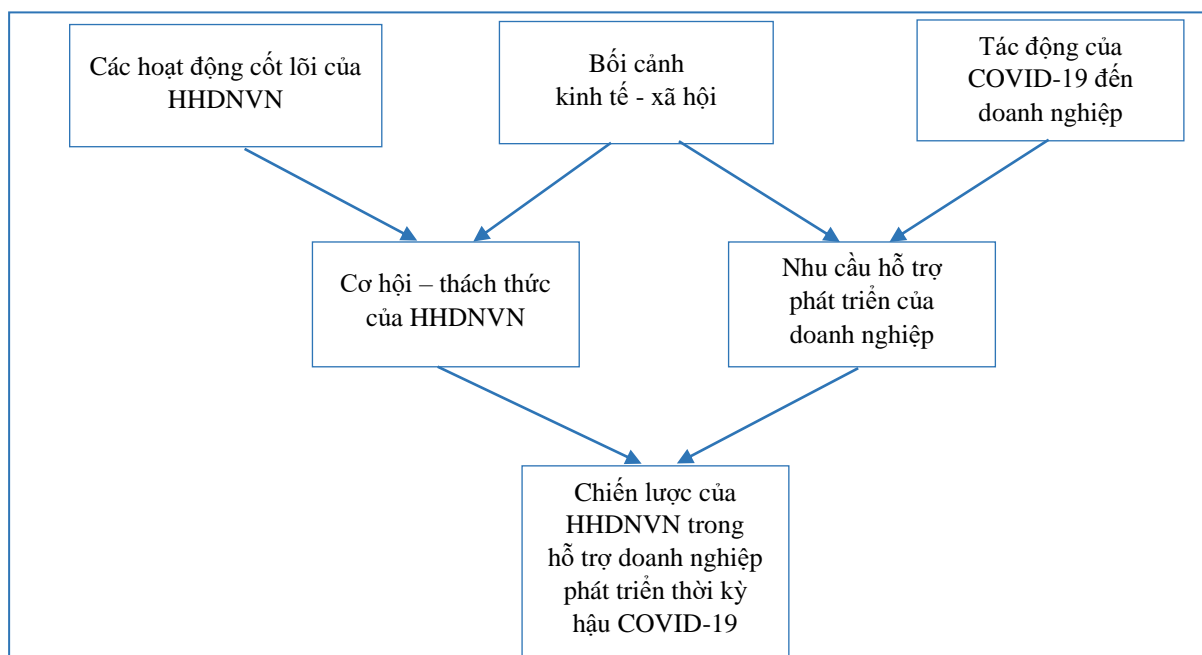 Các hoạt động cốt lõi của
HHDNVN
Bối cảnh
kinh tế - xã hội
Tác động của
COVID-19 đến
doanh nghiệp
Cơ hội – thách thức
của HHDNVN
Nhu cầu hỗ trợ
phát triển của
doanh nghiệp
Chiến lược của
HHDNVN trong
hỗ trợ doanh nghiệp
phát triển thời kỳ
hậu COVID-19